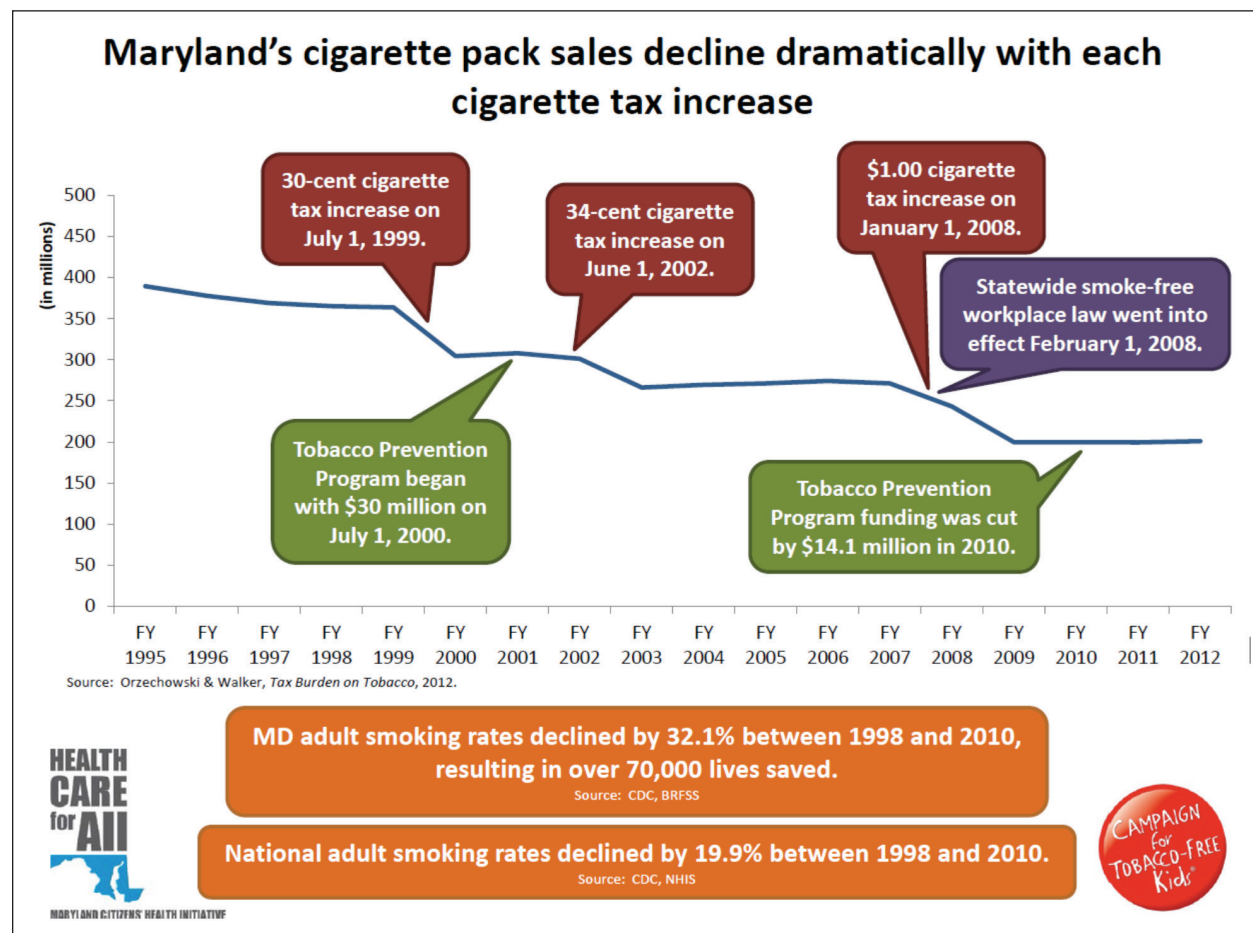 Maryland's cigarette pack sales decline dramatically with each
cigarette tax increase
30-cent cigarette
tax increase on
July 1, 1999.
34-cent cigarette
tax increase on
June 1, 2002.
$1.00 cigarette
tax increase on
January 1, 2008.
Statewide smoke-free
workplace law went into
effect February 1, 2008.
(in millions)
500
450
400
350
300
250
200
150
100
50
0
Tobacco Prevention
Program began
with $30 million on
July 1, 2000.
Tobacco Prevention
Program funding was cut
by $14.1 million in 2010.
FY FY FY FY FY FY FY FY FY FY FY FY FY FY FY FY FY FY
1995 1996 1997 1998 1999 2000 2001 2002 2003 2004 2005 2006 2007 2008 2009 2010 2011 2012
Source: Orzechowski & Walker, Tax Burden on Tobacco, 2012.
MD adult smoking rates declined by 32.1% between 1998 and 2010,
resulting in over 70,000 lives saved.
Source: CDC, BRFSS
National adult smoking rates declined by 19.9% between 1998 and 2010.
Source: CDC, NHIS
HEALTH
CARE
for All
MARYLAND CITIZENS' HEALTH INITIATIVE
CAMPAIGN
for
TOBACCO-FREE
Kids®